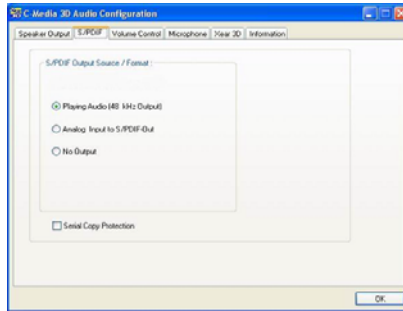 C-Media 3D Audio Configuration
Speaker Output S/PDIF Volume Control Microphone Xear 3D Information
S/PDIF Output Source / Format :
Playing Audio (48 kHz Output)
Analog Input to S/PDIF-Out
No Output
Serial Copy Protection
OK